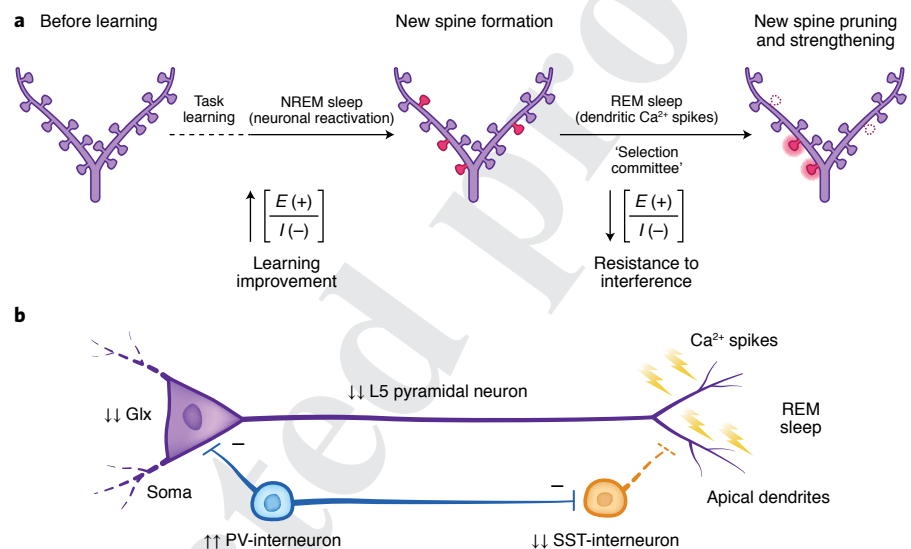 a
Before learning
New spine formation
New spine pruning
and strengthening
Task
learning
NREM sleep
(neuronal reactivation)
REM sleep
(dendritic Ca²⁺ spikes)
‘Selection
committee’
E (+)
I (–)
Learning
improvement
E (+)
I (–)
Resistance to
interference
b
Ca²⁺ spikes
↓↓ L5 pyramidal neuron
↓↓ Glx
REM
sleep
–
Soma
–
Apical dendrites
↑↑ PV-interneuron
↓↓ SST-interneuron